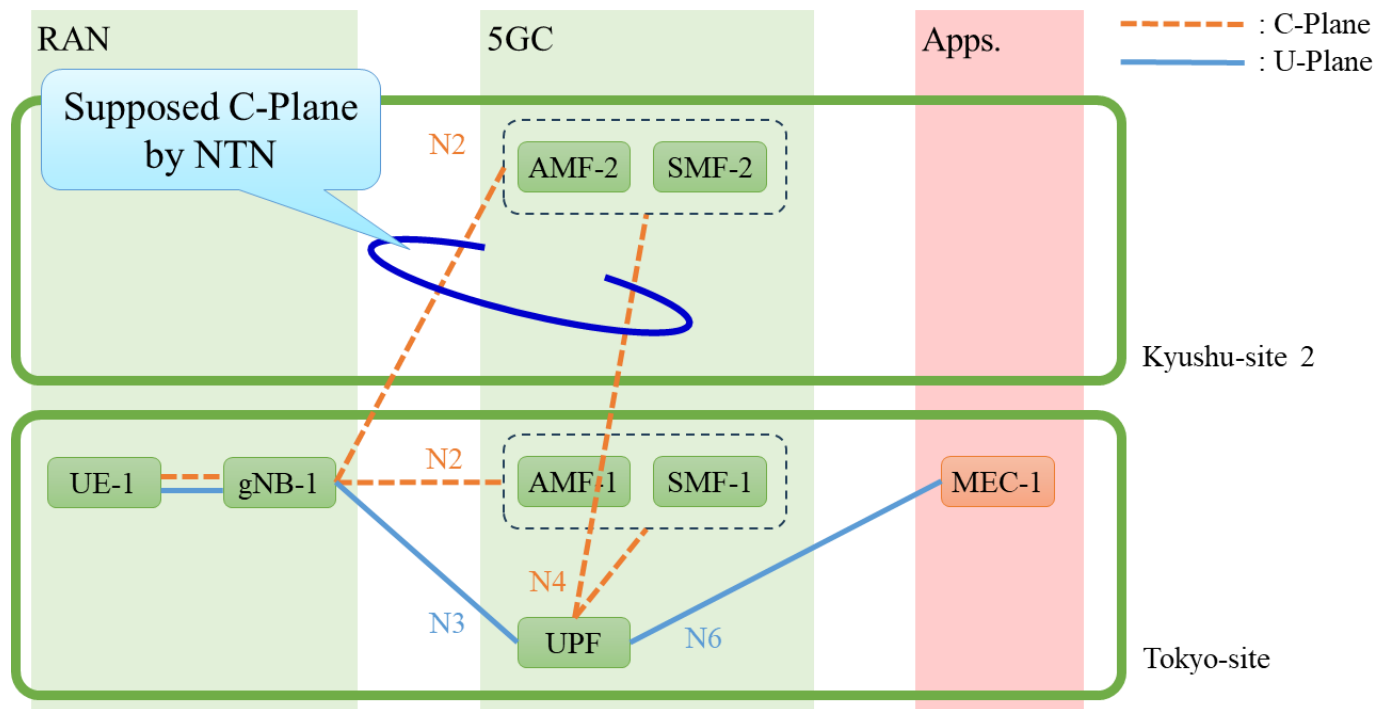 RAN
5GC
Apps.
: C-Plane
: U-Plane
Supposed C-Plane
by NTN
N2
AMF-2
SMF-2
Kyushu-site 2
UE-1
gNB-1
N2
AMF-1
SMF-1
MEC-1
N4
N3
UPF
N6
Tokyo-site